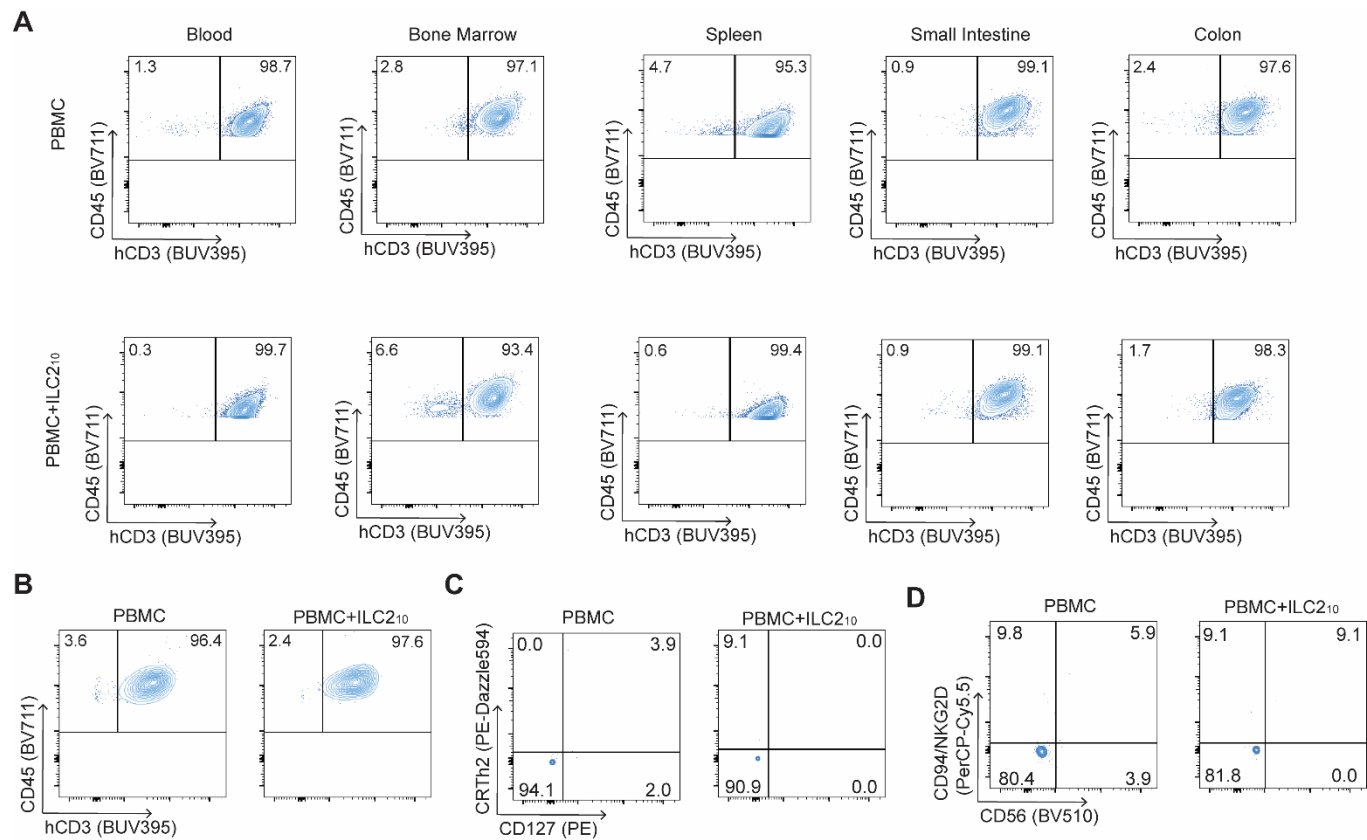 A
Blood
Bone Marrow
Spleen
Small Intestine
Colon
PBMC
1.3
98.7
CD45 (BV711)
hCD3 (BUV395)
2.8
97.1
CD45 (BV711)
hCD3 (BUV395)
4.7
95.3
CD45 (BV711)
hCD3 (BUV395)
0.9
99.1
CD45 (BV711)
hCD3 (BUV395)
2.4
97.6
CD45 (BV711)
hCD3 (BUV395)
PBMC+ILC2₁₀
0.3
99.7
CD45 (BV711)
hCD3 (BUV395)
6.6
93.4
CD45 (BV711)
hCD3 (BUV395)
0.6
99.4
CD45 (BV711)
hCD3 (BUV395)
0.9
99.1
CD45 (BV711)
hCD3 (BUV395)
1.7
98.3
CD45 (BV711)
hCD3 (BUV395)
B
PBMC
3.6
96.4
CD45 (BV711)
hCD3 (BUV395)
PBMC+ILC2₁₀
2.4
97.6
C
PBMC
0.0
3.9
94.1
2.0
CRTh2 (PE-Dazzle594)
CD127 (PE)
PBMC+ILC2₁₀
9.1
0.0
90.9
0.0
D
PBMC
9.8
5.9
80.4
3.9
CD94/NKG2D
(PerCP-Cy5.5)
CD56 (BV510)
PBMC+ILC2₁₀
9.1
9.1
81.8
0.0